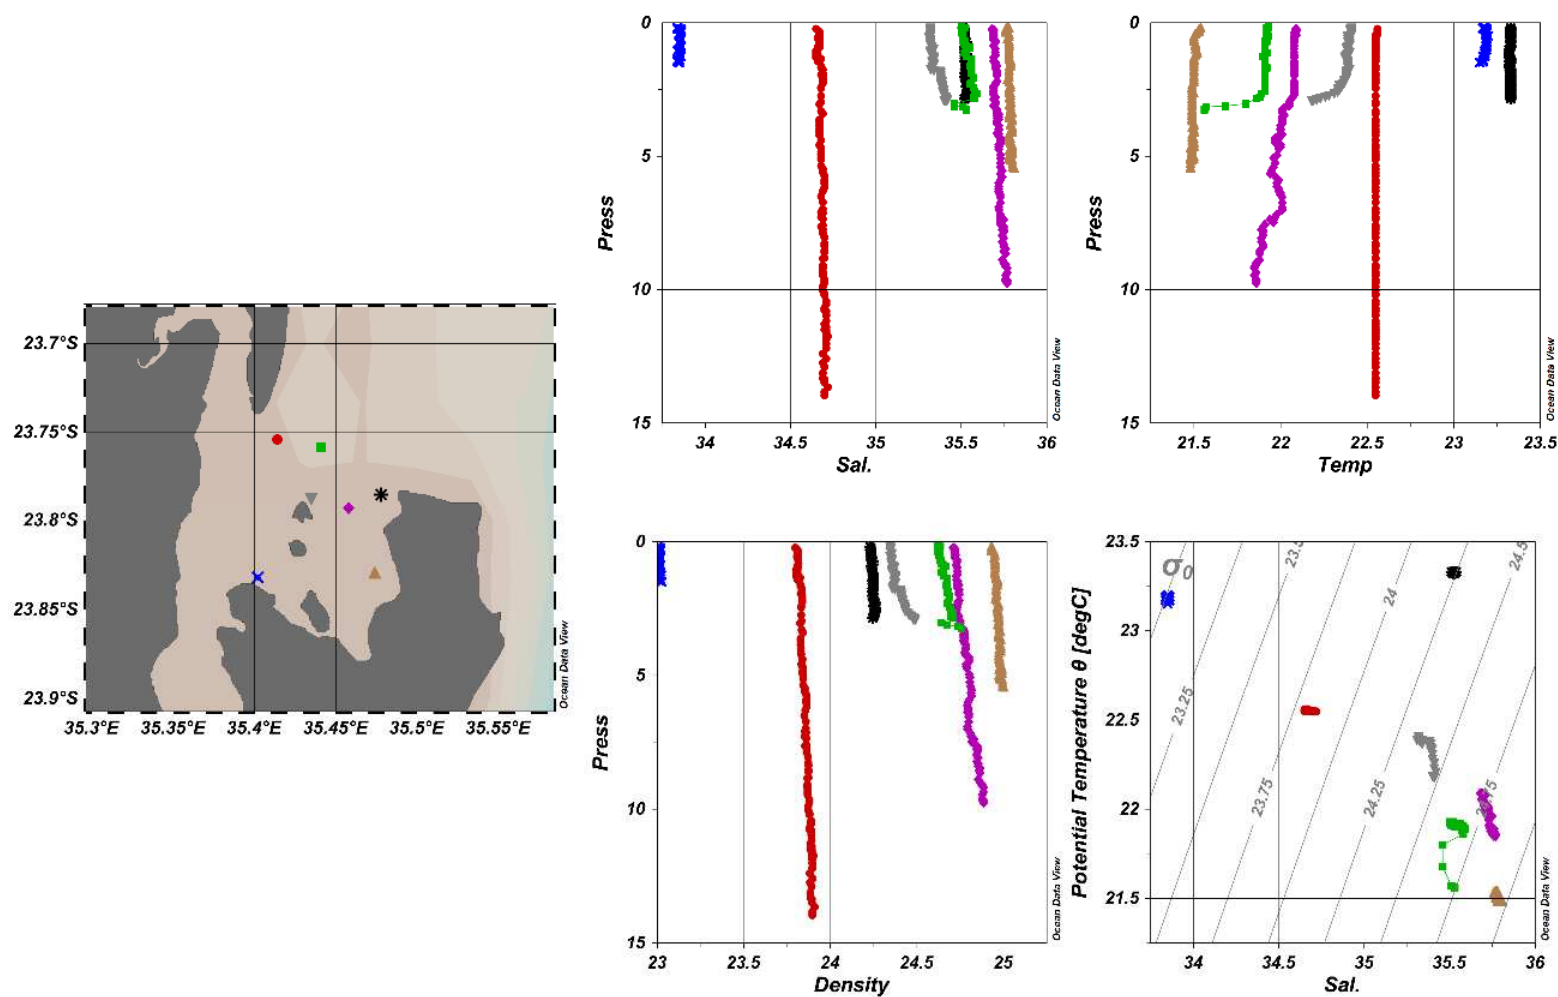 0
5
10
15
Press
34
34.5
35
35.5
36
Sal.
Ocean Data View
0
5
10
15
Press
21.5
22
22.5
23
23.5
Temp
Ocean Data View
23.7°S
23.75°S
23.8°S
23.85°S
23.9°S
35.3°E
35.35°E
35.4°E
35.45°E
35.5°E
35.55°E
Ocean Data View
0
5
10
15
Press
23
23.5
24
24.5
25
Density
Ocean Data View
23.5
23
22.5
22
21.5
Potential Temperature θ [degC]
σ0
23.5
24
24.5
23.25
23.75
24.25
34
34.5
35
35.5
36
Sal.
Ocean Data View